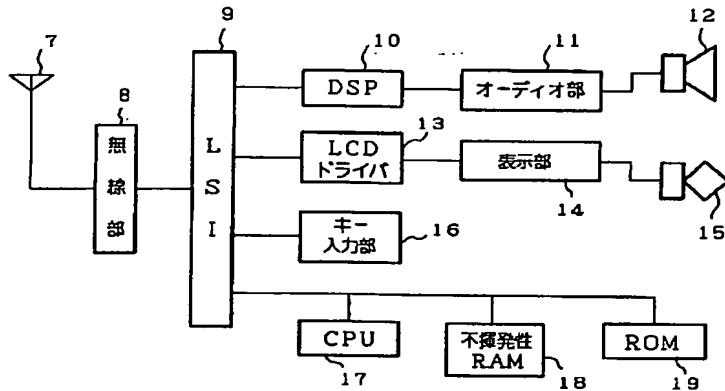 7
8
無線部
9
LSI
10
DSP
11
オーディオ部
12
13
LCD
ドライバ
表示部
14
15
キー
入力部
16
CPU
17
不揮発性
RAM
18
ROM
19